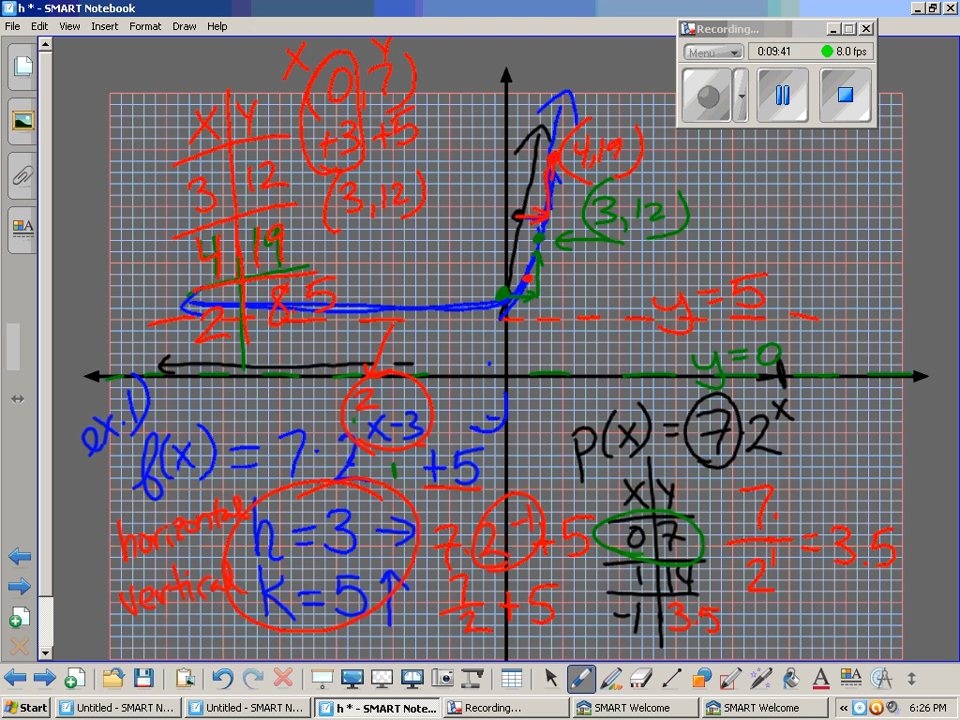 h * - SMART Notebook
File Edit View Insert Format Draw Help
Recording...
Menu 0:09:41 8.0 fps
X Y
(0, 7)
+3 +5
(3, 12)
X Y
3 12
4 19
2 8.5
(4, 19)
(3, 12)
y = 5
y = 0
ex. 1)
f(x) = 7 · 2 x-3 + 5
2
p(x) = 7 · 2^x
horizontal h = 3 →
vertical k = 5 ↑
7 · 2^-1 + 5
7/2 + 5
X Y
0 7
1 14
-1 3.5
7 · 1/2^1 = 3.5
Start
Untitled - SMART N...
Untitled - SMART N...
h * - SMART Note...
Recording...
SMART Welcome
SMART Welcome
6:26 PM